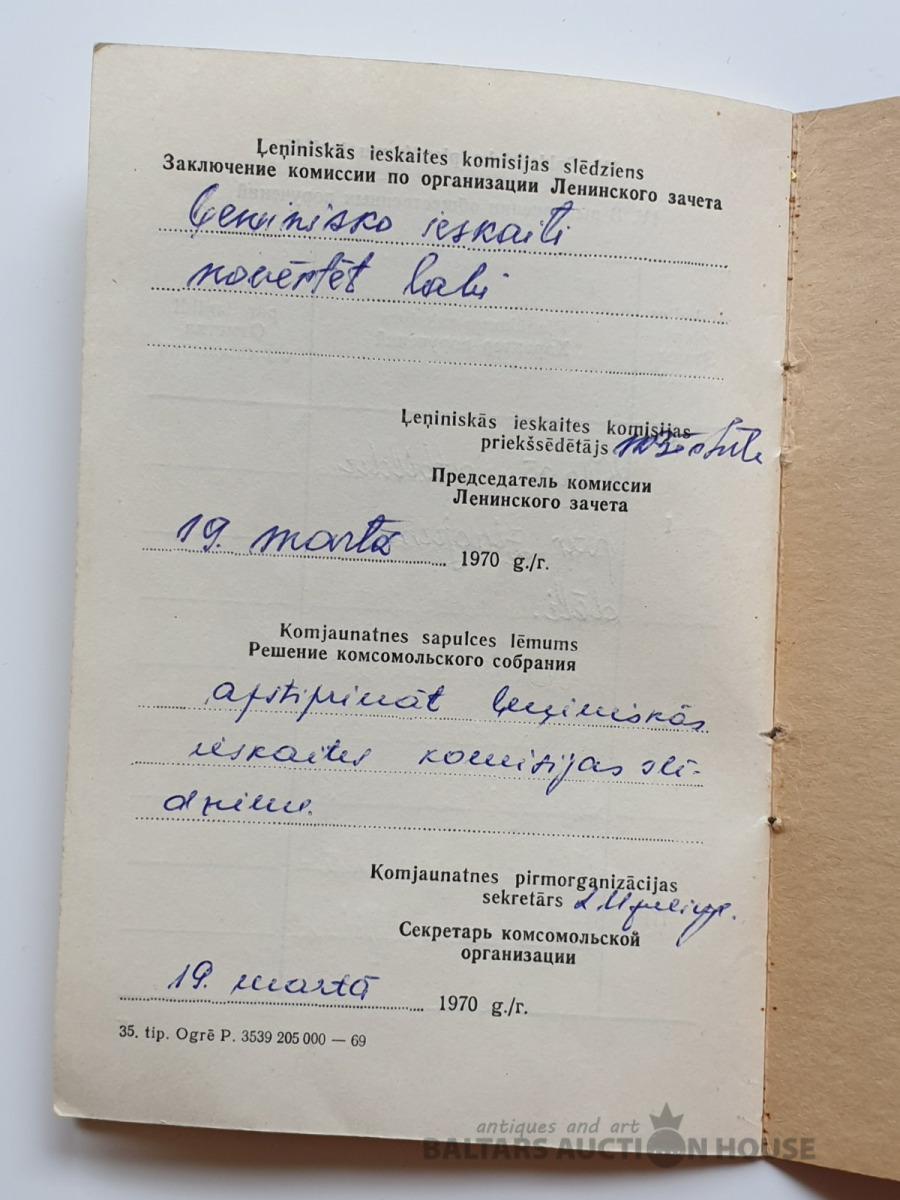 Ļeņiniskās ieskaites komisijas slēdziens
Заключение комиссии по организации Ленинского зачета
Ļeņinisko ieskaiti
novērtēt labi
Ļeņiniskās ieskaites komisijas
priekšsēdētājs
Председатель комиссии
Ленинского зачета
19. martā 1970 g./г.
Komjaunatnes sapulces lēmums
Решение комсомольского собрания
apstiprināt Ļeņiniskās
ieskaites komisijas slē-
dzienu.
Komjaunatnes pirmorganizācijas
sekretārs
Секретарь комсомольской
организации
19. martā 1970 g./г.
35. tip. Ogrē P. 3539 205 000 — 69
antiques and art
BALTARS AUCTION HOUSE